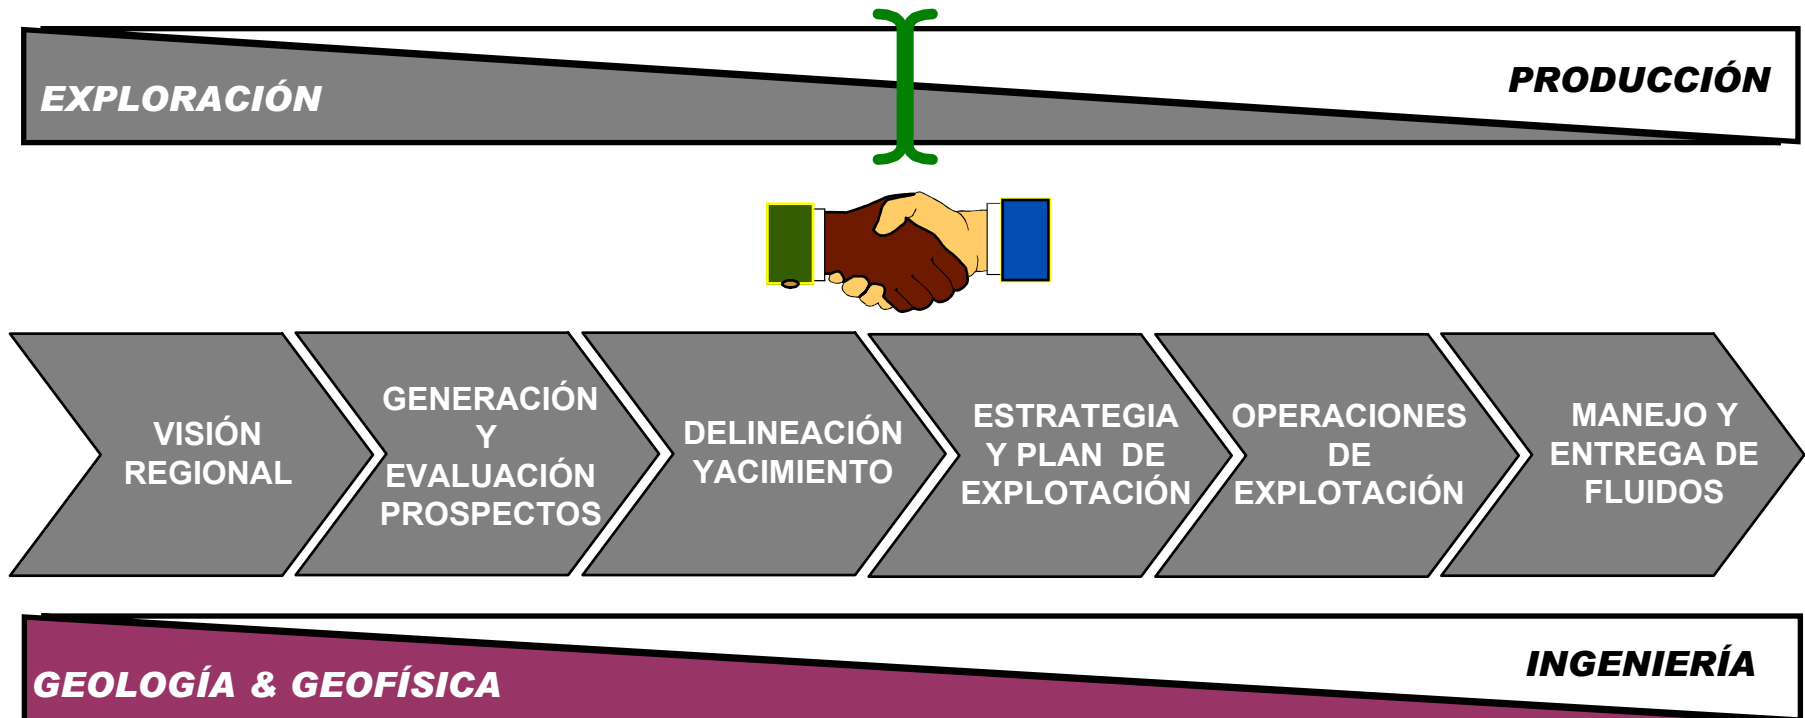 EXPLORACIÓN
PRODUCCIÓN
VISIÓN
REGIONAL
GENERACIÓN
Y
EVALUACIÓN
PROSPECTOS
DELINEACIÓN
YACIMIENTO
ESTRATEGIA
Y PLAN DE
EXPLOTACIÓN
OPERACIONES
DE
EXPLOTACIÓN
MANEJO Y
ENTREGA DE
FLUIDOS
GEOLOGÍA & GEOFÍSICA
INGENIERÍA